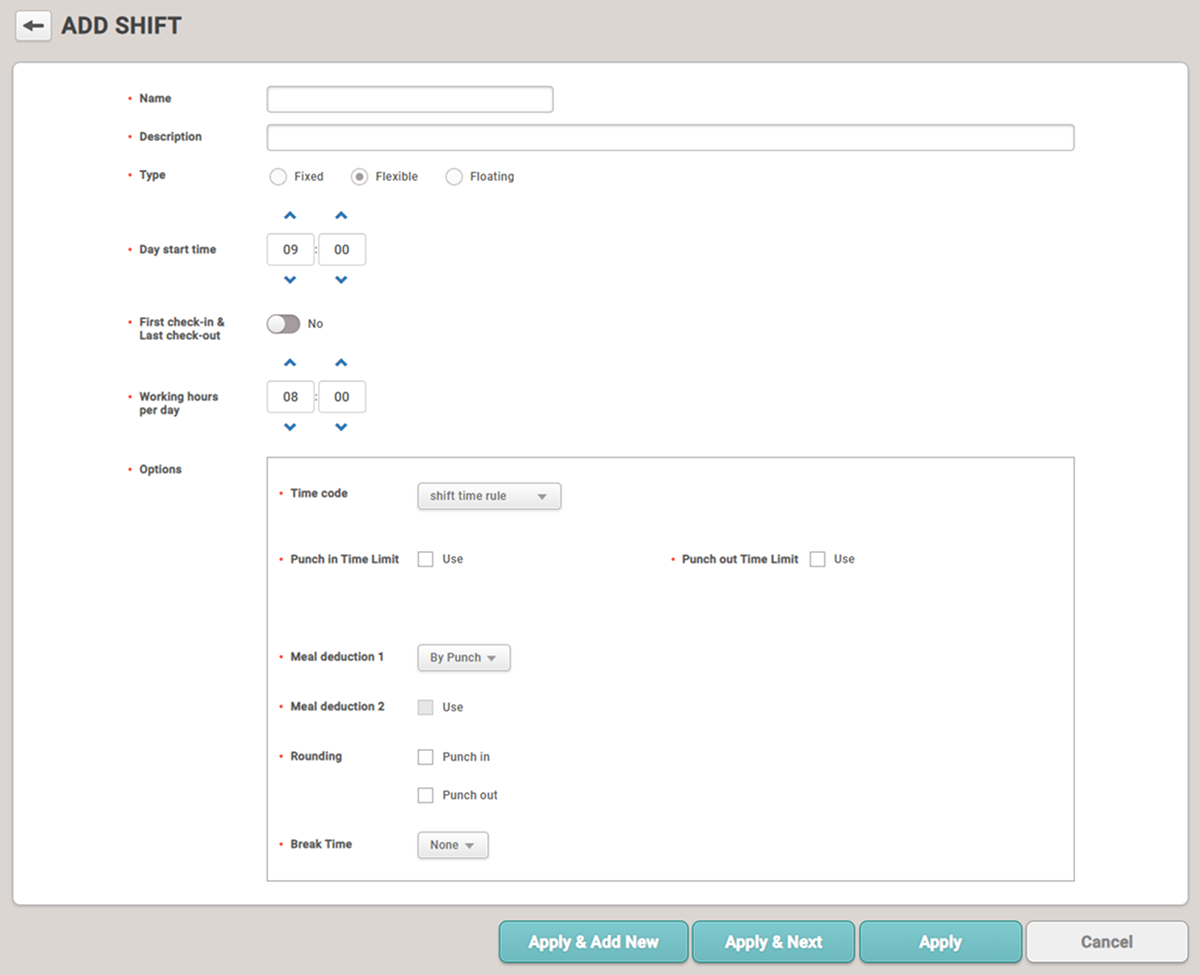 ADD SHIFT
Name
Description
Type
Fixed Flexible Floating
Day start time
09 : 00
First check-in &
Last check-out
No
Working hours
per day
08 : 00
Options
Time code
shift time rule
Punch in Time Limit Use Punch out Time Limit Use
Meal deduction 1 By Punch
Meal deduction 2 Use
Rounding Punch in
Punch out
Break Time None
Apply & Add New Apply & Next Apply Cancel